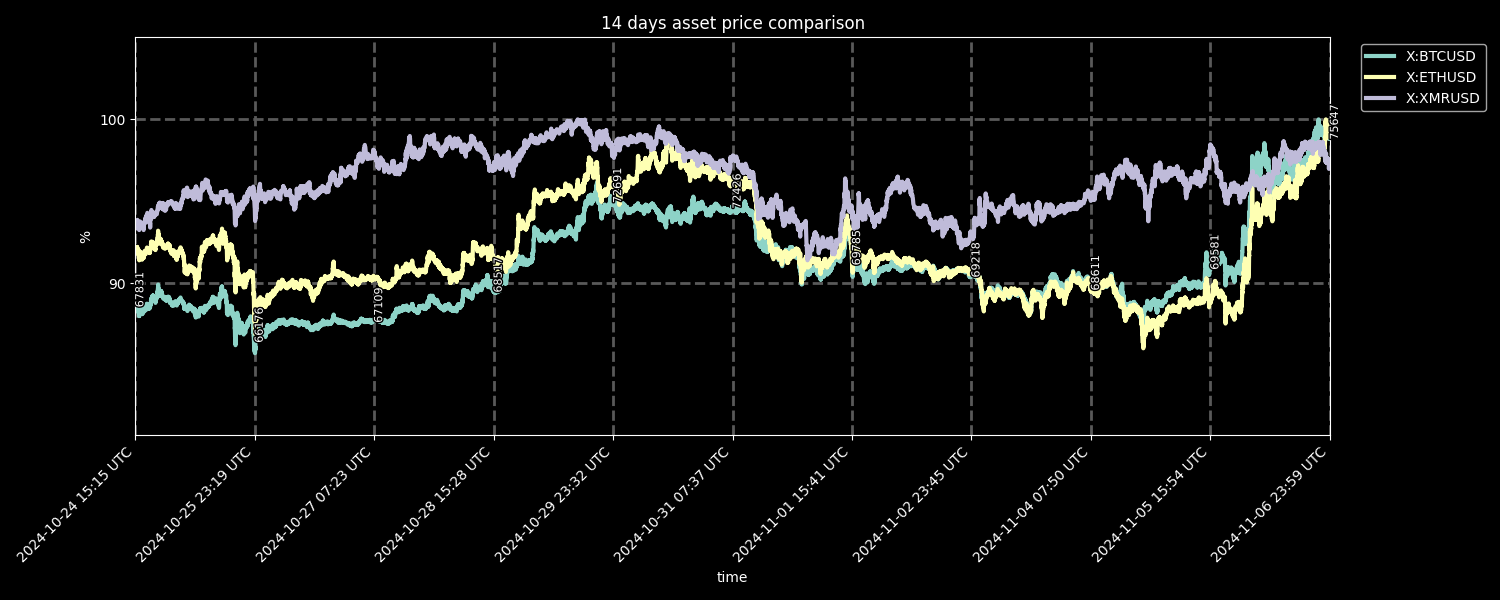 14 days asset price comparison
X:BTCUSD
X:ETHUSD
X:XMRUSD
100
90
%
67831
66176
67109
68517
72691
72426
69785
69218
68611
69581
75647
2024-10-24 15:15 UTC
2024-10-25 23:19 UTC
2024-10-27 07:23 UTC
2024-10-28 15:28 UTC
2024-10-29 23:32 UTC
2024-10-31 07:37 UTC
2024-11-01 15:41 UTC
2024-11-02 23:45 UTC
2024-11-04 07:50 UTC
2024-11-05 15:54 UTC
2024-11-06 23:59 UTC
time